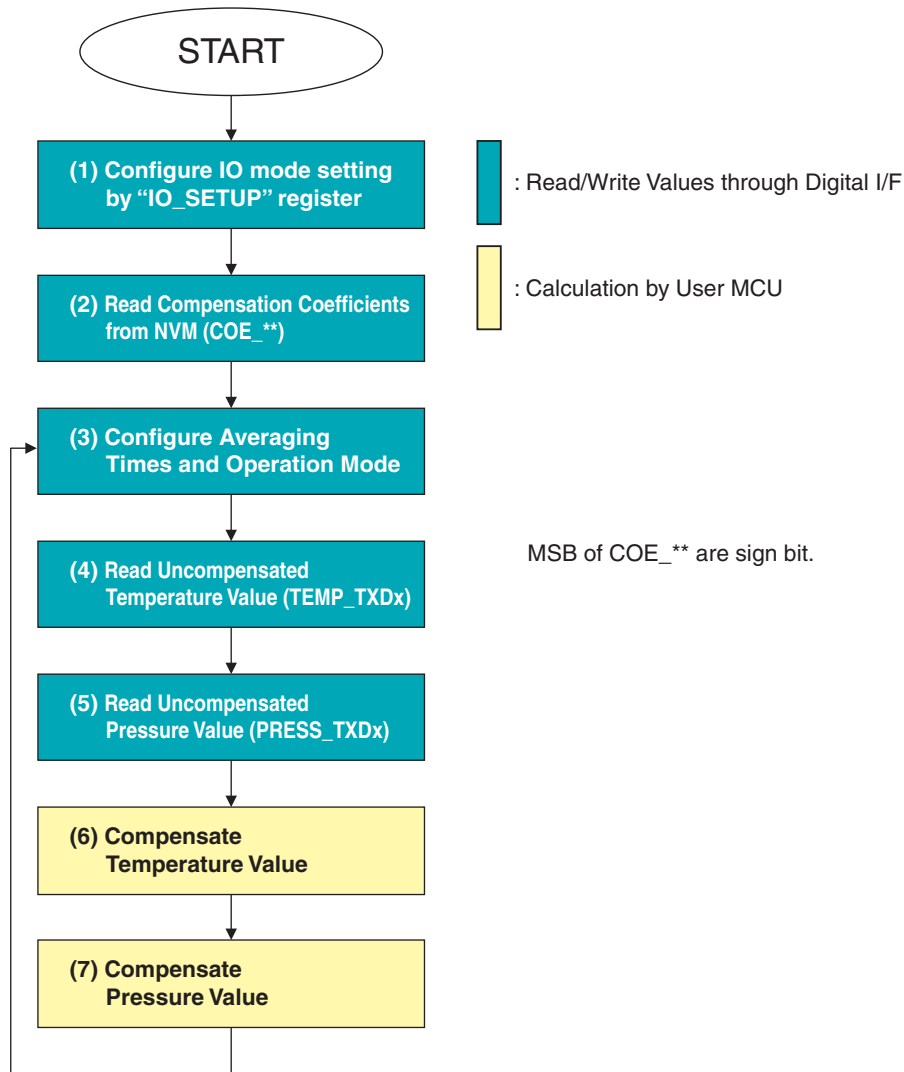 START
(1) Configure IO mode setting
by “IO_SETUP” register
: Read/Write Values through Digital I/F
: Calculation by User MCU
(2) Read Compensation Coefficients
from NVM (COE_**)
(3) Configure Averaging
Times and Operation Mode
MSB of COE_** are sign bit.
(4) Read Uncompensated
Temperature Value (TEMP_TXDx)
(5) Read Uncompensated
Pressure Value (PRESS_TXDx)
(6) Compensate
Temperature Value
(7) Compensate
Pressure Value